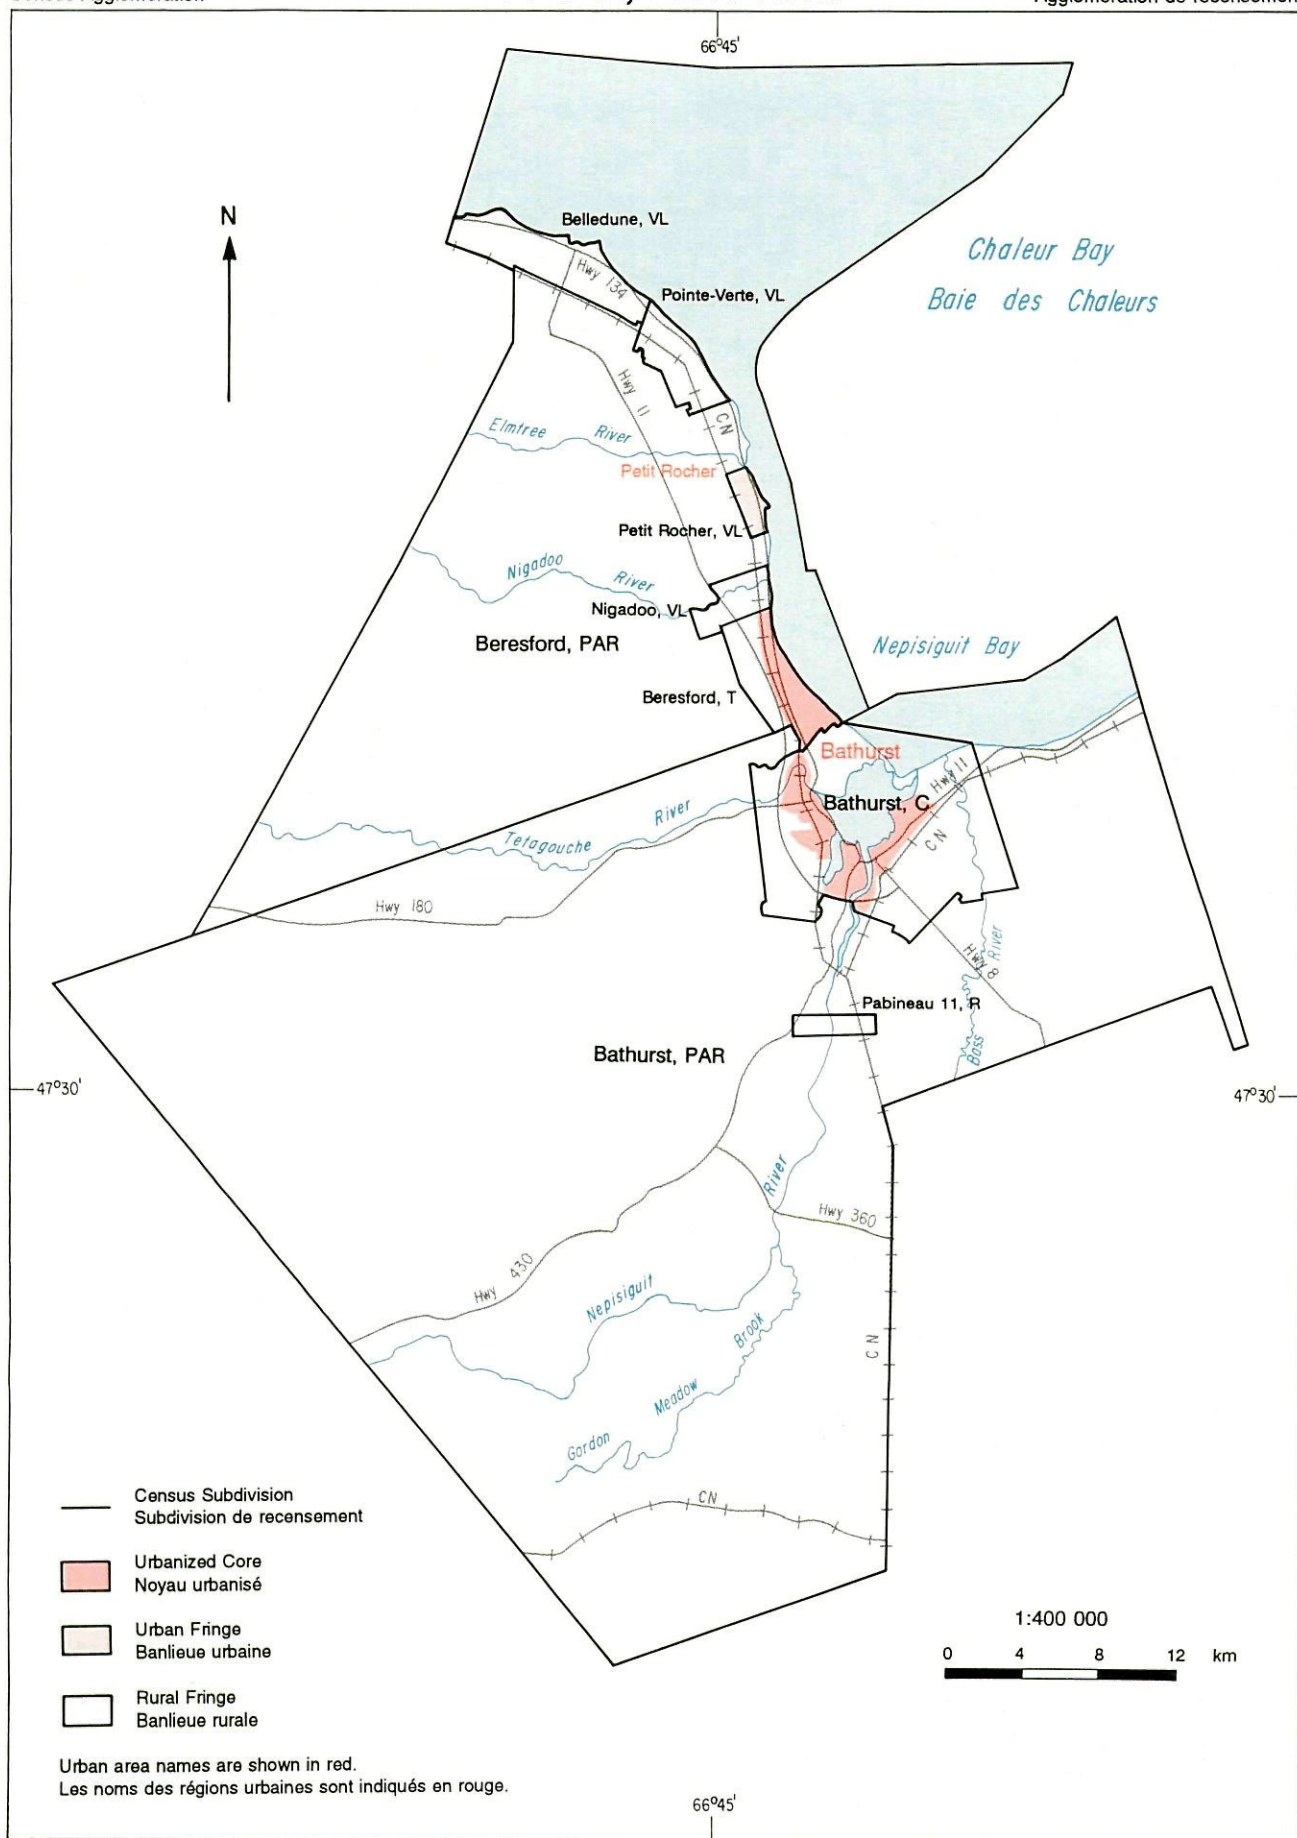 66°45'
N
Belledune, VL
Hwy 134
Pointe-Verte, VL
Chaleur Bay
Baie des Chaleurs
Hwy 11
CN
Elmtree River
Petit Rocher
Petit Rocher, VL
Nigadoo River
Nigadoo, VL
Beresford, PAR
Nepisiguit Bay
Beresford, T
Bathurst
Bathurst, C
Hwy 11
CN
Tetagouche River
Hwy 180
Hwy 8
Bass River
Pabineau 11, R
Bathurst, PAR
47°30'
47°30'
River
Hwy 360
Hwy 430
Nepisiguit
CN
Gordon Meadow Brook
CN
Census Subdivision
Subdivision de recensement
Urbanized Core
Noyau urbanisé
Urban Fringe
Banlieue urbaine
Rural Fringe
Banlieue rurale
1:400 000
0 4 8 12 km
Urban area names are shown in red.
Les noms des régions urbaines sont indiqués en rouge.
66°45'